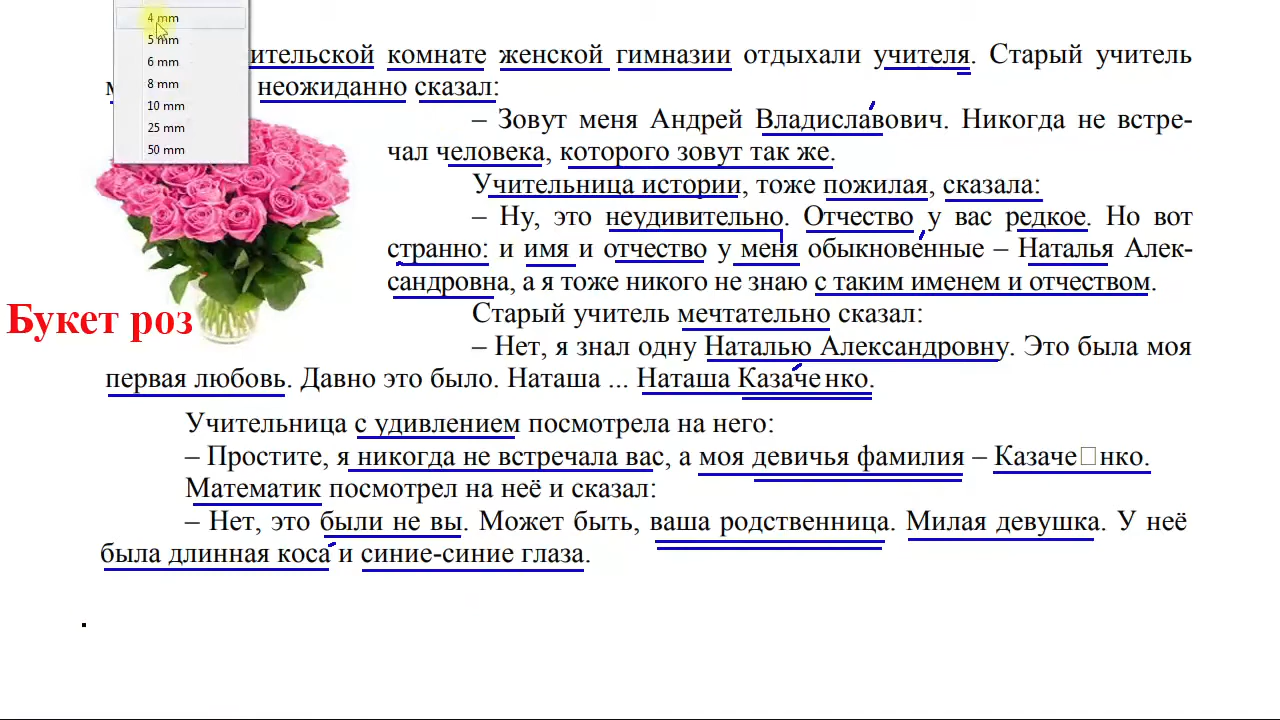 4 mm
5 mm
6 mm
8 mm
10 mm
25 mm
50 mm
ительской комнате женской гимназии отдыхали учителя. Старый учитель
неожиданно сказал:
– Зовут меня Андрей Владиславович. Никогда не встре-
чал человека, которого зовут так же.
Учительница истории, тоже пожилая, сказала:
– Ну, это неудивительно. Отчество у вас редкое. Но вот
странно: и имя и отчество у меня обыкновенные – Наталья Алек-
сандровна, а я тоже никого не знаю с таким именем и отчеством.
Старый учитель мечтательно сказал:
Букет роз
– Нет, я знал одну Наталью Александровну. Это была моя
первая любовь. Давно это было. Наташа ... Наташа Казаченко.
Учительница с удивлением посмотрела на него:
– Простите, я никогда не встречала вас, а моя девичья фамилия – Казаче□нко.
Математик посмотрел на неё и сказал:
– Нет, это были не вы. Может быть, ваша родственница. Милая девушка. У неё
была длинная коса и синие-синие глаза.